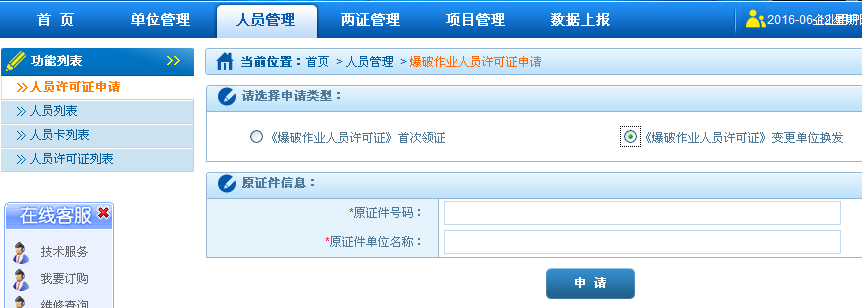 首 页 单位管理 人员管理 两证管理 项目管理 数据上报 2016-06-
功能列表 >>
人员许可证申请
人员列表
人员卡列表
人员许可证列表
在线客服
技术服务
我要订购
维修查询
当前位置：首页 >人员管理 >爆破作业人员许可证申请
请选择申请类型：
《爆破作业人员许可证》首次领证 《爆破作业人员许可证》变更单位换发
原证件信息：
*原证件号码：
*原证件单位名称：
申 请